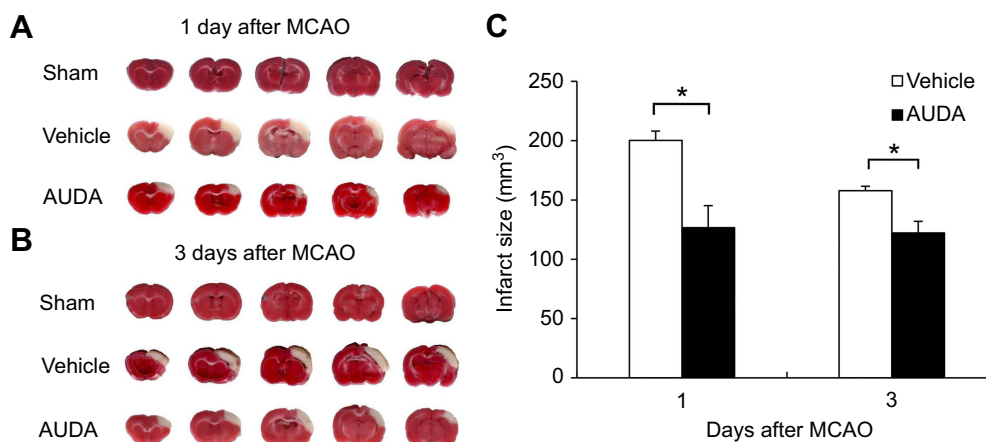 A
1 day after MCAO
Sham
Vehicle
AUDA
B
3 days after MCAO
Sham
Vehicle
AUDA
C
Infarct size (mm³)
250
200
150
100
50
0
Vehicle
AUDA
*
*
1 3
Days after MCAO